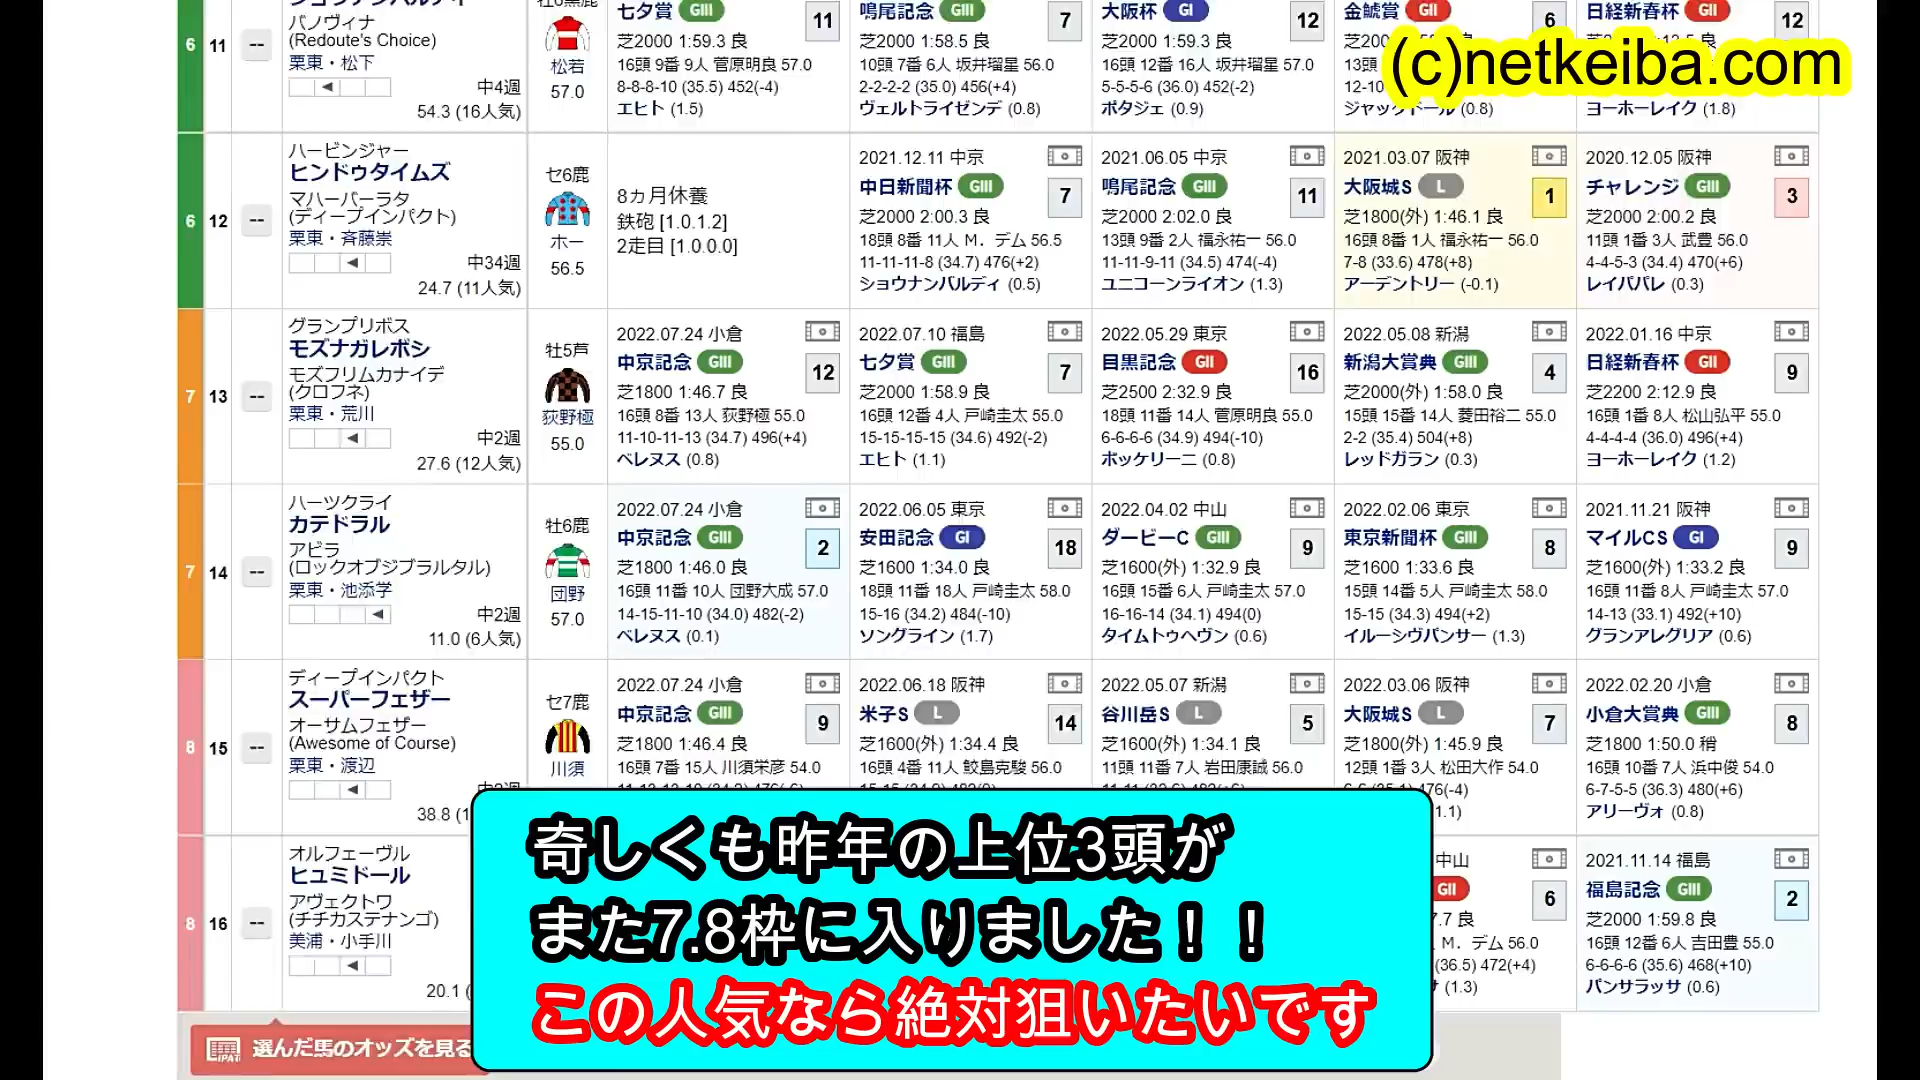 (c)netkeiba.com
6 11 --
バノヴィナ
(Redoute's Choice)
栗東・松下
中4週
54.3 (16人気)
松若
57.0
七夕賞 GIII 11
芝2000 1:59.3 良
16頭 9番 9人 菅原明良 57.0
8-8-8-10 (35.5) 452(-4)
エヒト (1.5)
鳴尾記念 GIII 7
芝2000 1:58.5 良
10頭 7番 6人 坂井瑠星 56.0
2-2-2-2 (35.0) 456(+4)
ヴェルトライゼンデ (0.8)
大阪杯 GI 12
芝2000 1:59.3 良
16頭 12番 16人 坂井瑠星 57.0
5-5-5-6 (36.0) 452(-2)
ポタジェ (0.9)
金鯱賞 GII 6
13頭
12-10
ジャックドール (0.8)
日経新春杯 GII 12
ヨーホーレイク (1.8)
6 12 --
ハービンジャー
ヒンドゥタイムズ
マハーバーラタ
(ディープインパクト)
栗東・斉藤崇
中34週
24.7 (11人気)
セ6鹿
ホー
56.5
8ヵ月休養
鉄砲 [1.0.1.2]
2走目 [1.0.0.0]
2021.12.11 中京
中日新聞杯 GIII 7
芝2000 2:00.3 良
18頭 8番 11人 M．デム 56.5
11-11-11-8 (34.7) 476(+2)
ショウナンバルディ (0.5)
2021.06.05 中京
鳴尾記念 GIII 11
芝2000 2:02.0 良
13頭 9番 2人 福永祐一 56.0
11-11-9-11 (34.5) 474(-4)
ユニコーンライオン (1.3)
2021.03.07 阪神
大阪城S L 1
芝1800(外) 1:46.1 良
16頭 8番 1人 福永祐一 56.0
7-8 (33.6) 478(+8)
アーデントリー (-0.1)
2020.12.05 阪神
チャレンジ GIII 3
芝2000 2:00.2 良
11頭 1番 3人 武豊 56.0
4-4-5-3 (34.4) 470(+6)
レイパパレ (0.3)
7 13 --
グランプリボス
モズナガレボシ
モズフリムカナイデ
(クロフネ)
栗東・荒川
中2週
27.6 (12人気)
牡5芦
荻野極
55.0
2022.07.24 小倉
中京記念 GIII 12
芝1800 1:46.7 良
16頭 8番 13人 荻野極 55.0
11-10-11-13 (34.7) 496(+4)
ベレヌス (0.8)
2022.07.10 福島
七夕賞 GIII 7
芝2000 1:58.9 良
16頭 12番 4人 戸崎圭太 55.0
15-15-15-15 (34.6) 492(-2)
エヒト (1.1)
2022.05.29 東京
目黒記念 GII 16
芝2500 2:32.9 良
18頭 11番 14人 菅原明良 55.0
6-6-6-6 (34.9) 494(-10)
ボッケリーニ (0.8)
2022.05.08 新潟
新潟大賞典 GIII 4
芝2000(外) 1:58.0 良
15頭 15番 14人 菱田裕二 55.0
2-2 (35.4) 504(+8)
レッドガラン (0.3)
2022.01.16 中京
日経新春杯 GII 9
芝2200 2:12.9 良
16頭 1番 8人 松山弘平 55.0
4-4-4-4 (36.0) 496(+4)
ヨーホーレイク (1.2)
7 14 --
ハーツクライ
カテドラル
アビラ
(ロックオブジブラルタル)
栗東・池添学
中2週
11.0 (6人気)
牡6鹿
団野
57.0
2022.07.24 小倉
中京記念 GIII 2
芝1800 1:46.0 良
16頭 11番 10人 団野大成 57.0
14-15-11-10 (34.0) 482(-2)
ベレヌス (0.1)
2022.06.05 東京
安田記念 GI 18
芝1600 1:34.0 良
18頭 11番 18人 戸崎圭太 58.0
15-16 (34.2) 484(-10)
ソングライン (1.7)
2022.04.02 中山
ダービーC GIII 9
芝1600(外) 1:32.9 良
16頭 15番 6人 戸崎圭太 57.0
16-16-14 (34.1) 494(0)
タイムトゥヘヴン (0.6)
2022.02.06 東京
東京新聞杯 GIII 8
芝1600 1:33.6 良
15頭 14番 5人 戸崎圭太 58.0
15-15 (34.3) 494(+2)
イルーシヴパンサー (1.3)
2021.11.21 阪神
マイルCS GI 9
芝1600(外) 1:33.2 良
16頭 11番 8人 戸崎圭太 57.0
14-13 (33.1) 492(+10)
グランアレグリア (0.6)
8 15 --
ディープインパクト
スーパーフェザー
オーサムフェザー
(Awesome of Course)
栗東・渡辺
38.8
セ7鹿
川須
2022.07.24 小倉
中京記念 GIII 9
芝1800 1:46.4 良
16頭 7番 15人 川須栄彦 54.0
2022.06.18 阪神
米子S L 14
芝1600(外) 1:34.4 良
16頭 4番 11人 鮫島克駿 56.0
2022.05.07 新潟
谷川岳S L 5
芝1600(外) 1:34.1 良
11頭 11番 7人 岩田康誠 56.0
2022.03.06 阪神
大阪城S L 7
芝1800(外) 1:45.9 良
12頭 1番 3人 松田大作 54.0
476(-4)
2022.02.20 小倉
小倉大賞典 GIII 8
芝1800 1:50.0 稍
16頭 10番 7人 浜中俊 54.0
6-7-5-5 (36.3) 480(+6)
アリーヴォ (0.8)
8 16 --
オルフェーヴル
ヒュミドール
アヴェクトワ
(チチカステナンゴ)
美浦・小手川
20.1
中山
GII 6
M．デム 56.0
(36.5) 472(+4)
(1.3)
2021.11.14 福島
福島記念 GIII 2
芝2000 1:59.8 良
16頭 12番 6人 吉田豊 55.0
6-6-6-6 (35.6) 468(+10)
パンサラッサ (0.6)
IPAT 選んだ馬のオッズを見る
奇しくも昨年の上位3頭が
また7.8枠に入りました！！
この人気なら絶対狙いたいです